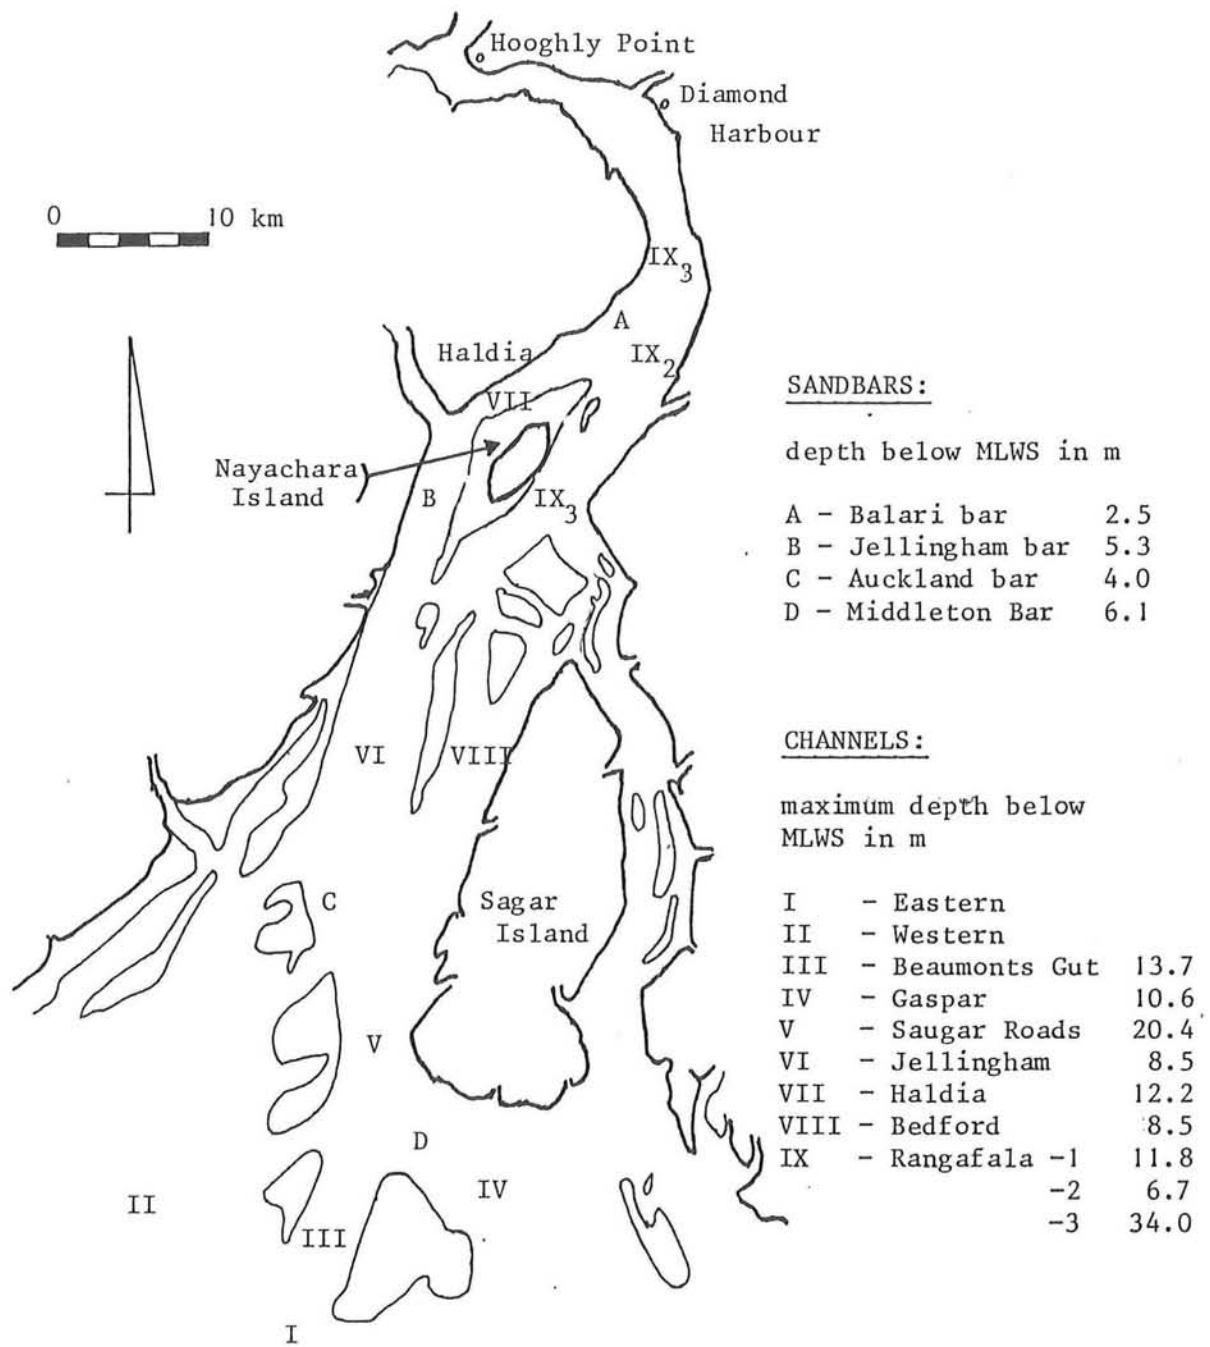 Hooghly Point
Diamond
Harbour
0 10 km
IX3
A
Haldia
IX2
VII
Nayachara
Island
B
IX3
VI
VIII
C
Sagar
Island
V
D
II
IV
III
I
SANDBARS:
depth below MLWS in m
A - Balari bar 2.5
B - Jellingham bar 5.3
C - Auckland bar 4.0
D - Middleton Bar 6.1
CHANNELS:
maximum depth below
MLWS in m
I - Eastern
II - Western
III - Beaumonts Gut 13.7
IV - Gaspar 10.6
V - Saugar Roads 20.4
VI - Jellingham 8.5
VII - Haldia 12.2
VIII - Bedford 8.5
IX - Rangafala -1 11.8
-2 6.7
-3 34.0